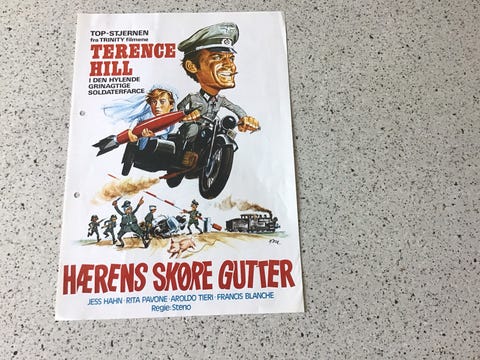 TOP-STJERNEN
fra TRINITY filmene
TERENCE
HILL
I DEN HYLENDE
GRINAGTIGE
SOLDATERFARCE
HÆRENS SKØRE GUTTER
JESS HAHN · RITA PAVONE · AROLDO TIERI · FRANCIS BLANCHE
Regie: Steno